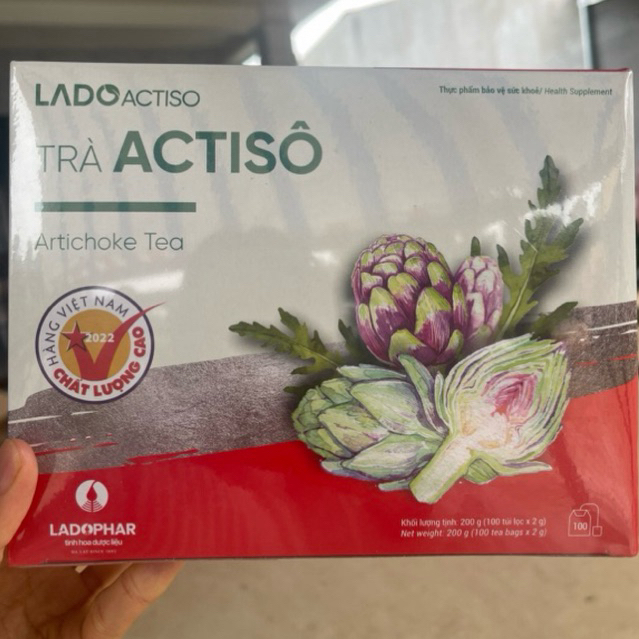 LADOACTISO
Thực phẩm bảo vệ sức khoẻ/ Health Supplement
TRÀ ACTISÔ
Artichoke Tea
HÀNG VIỆT NAM
2022
CHẤT LƯỢNG CAO
LADOPHAR
tinh hoa dược liệu
Khối lượng tịnh: 200 g (100 túi lọc x 2 g)
Net weight: 200 g (100 tea bags x 2 g)
100